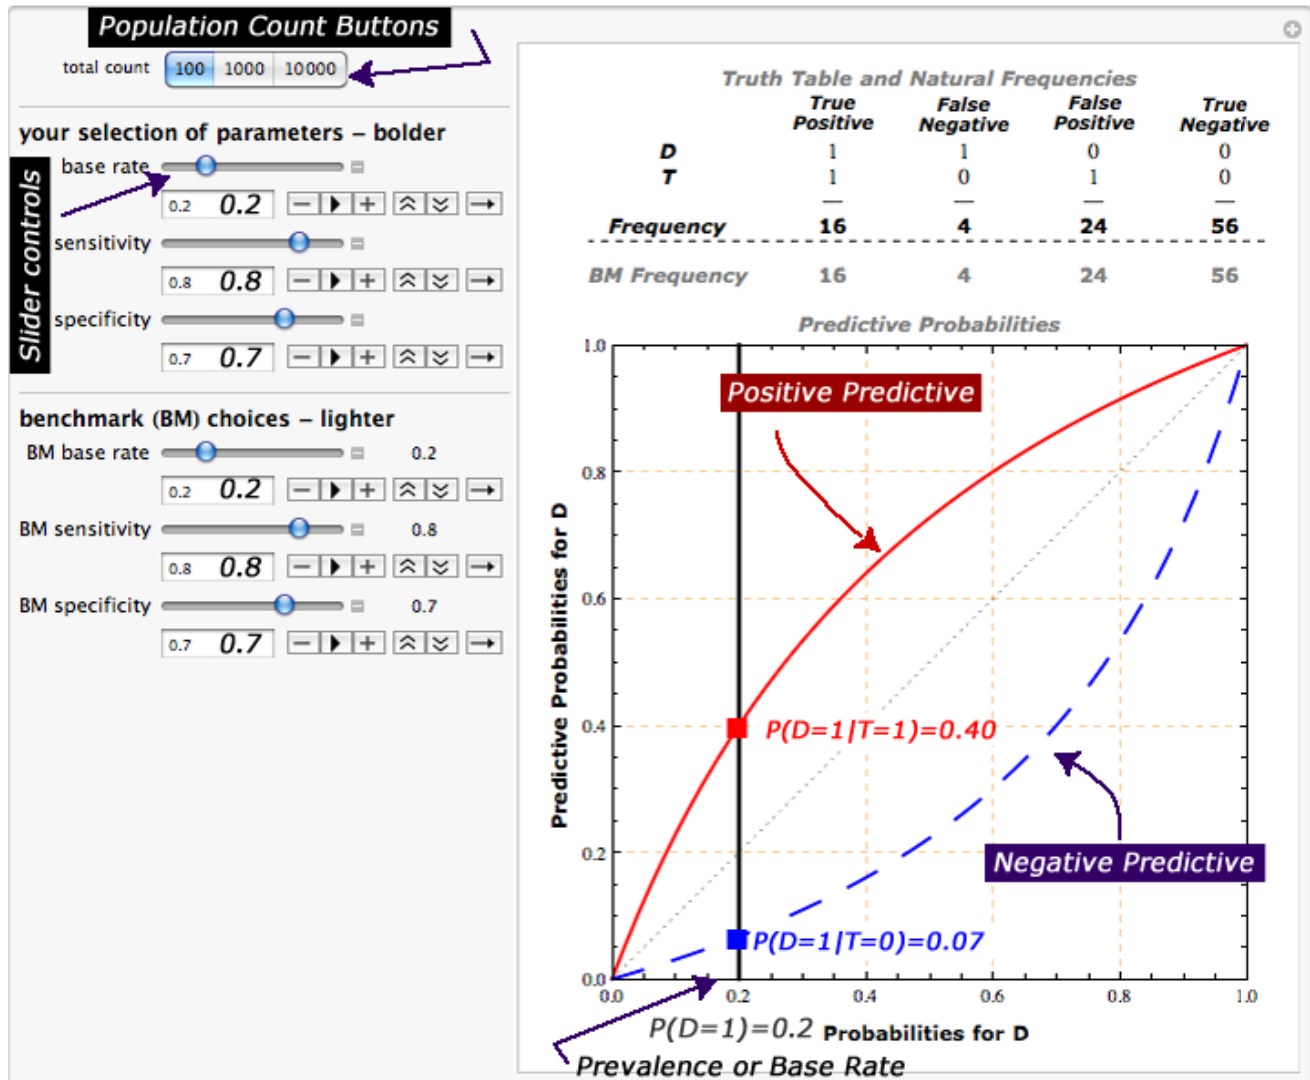 Population Count Buttons
total count 100 1000 10000
your selection of parameters – bolder
Slider controls
base rate
0.2 0.2
sensitivity
0.8 0.8
specificity
0.7 0.7
benchmark (BM) choices – lighter
BM base rate 0.2
0.2 0.2
BM sensitivity 0.8
0.8 0.8
BM specificity 0.7
0.7 0.7
Truth Table and Natural Frequencies
True Positive False Negative False Positive True Negative
D 1 1 0 0
T 1 0 1 0
Frequency 16 4 24 56
BM Frequency 16 4 24 56
Predictive Probabilities
Predictive Probabilities for D
1.0
0.8
0.6
0.4
0.2
0.0
Positive Predictive
P(D=1|T=1)=0.40
Negative Predictive
P(D=1|T=0)=0.07
0.0 0.2 0.4 0.6 0.8 1.0
P(D=1)=0.2 Probabilities for D
Prevalence or Base Rate